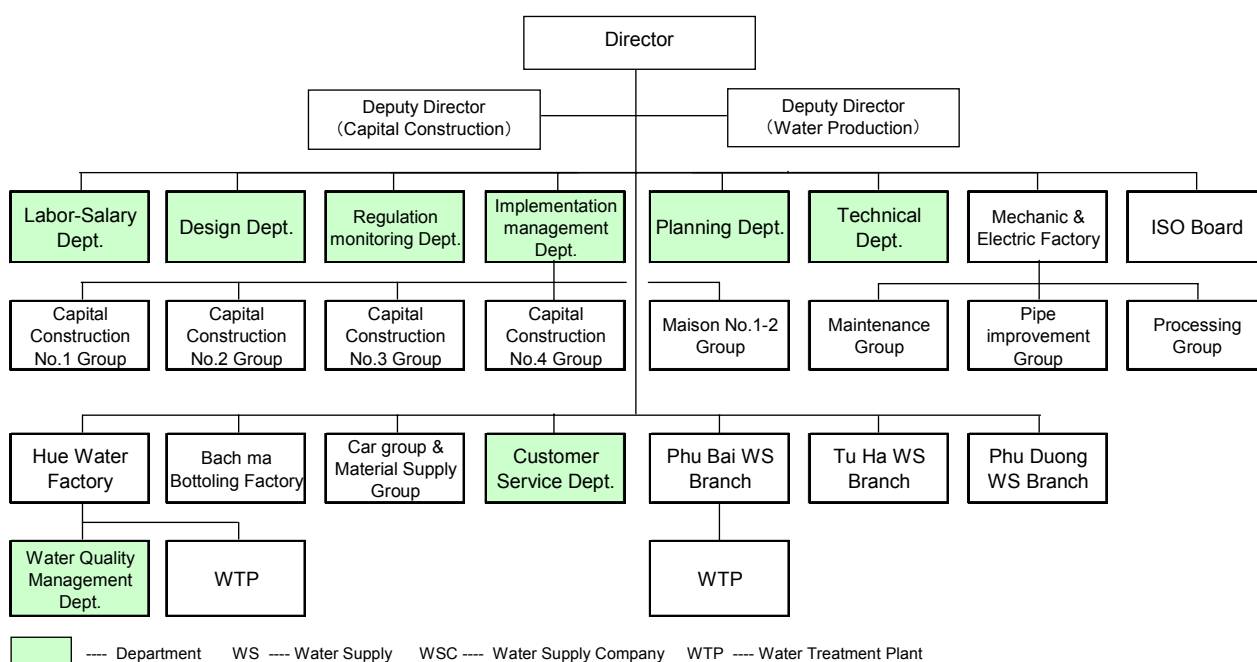 Director
Deputy Director
（Capital Construction）
Deputy Director
（Water Production）
Labor-Salary
Dept.
Design Dept.
Regulation
monitoring Dept.
Implementation
management
Dept.
Planning Dept.
Technical
Dept.
Mechanic &
Electric Factory
ISO Board
Capital
Construction
No.1 Group
Capital
Construction
No.2 Group
Capital
Construction
No.3 Group
Capital
Construction
No.4 Group
Maison No.1-2
Group
Maintenance
Group
Pipe
improvement
Group
Processing
Group
Hue Water
Factory
Bach ma
Bottoling Factory
Car group &
Material Supply
Group
Customer
Service Dept.
Phu Bai WS
Branch
Tu Ha WS
Branch
Phu Duong
WS Branch
Water Quality
Management
Dept.
WTP
WTP
---- Department WS ---- Water Supply WSC ---- Water Supply Company WTP ---- Water Treatment Plant